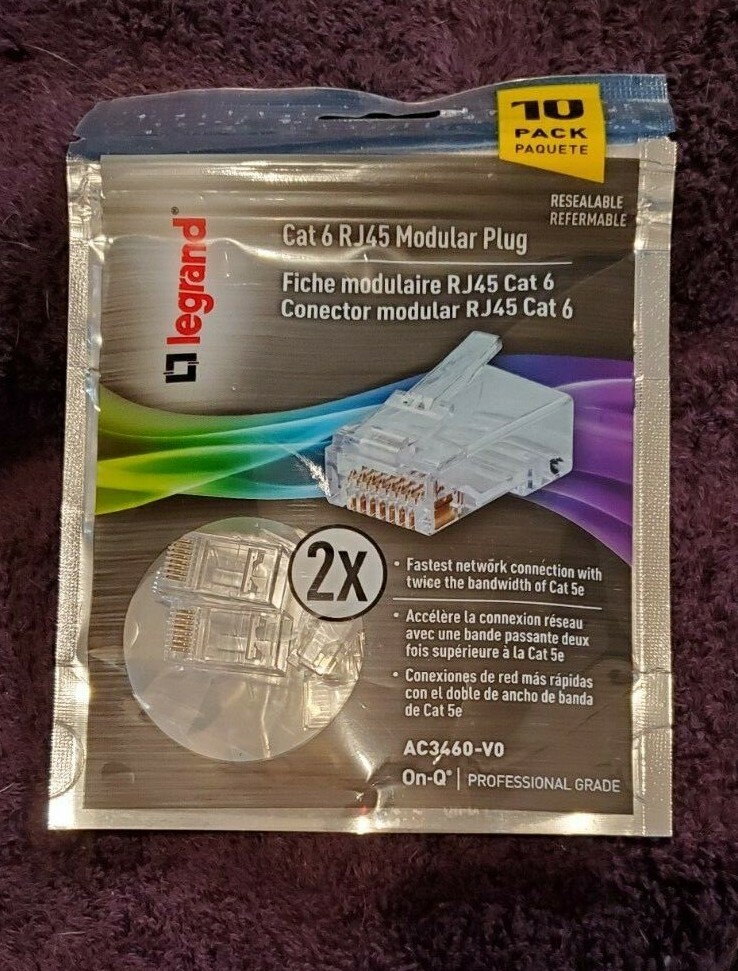 10
PACK
PAQUETE
RESEALABLE
REFERMABLE
legrand®
Cat 6 RJ45 Modular Plug
Fiche modulaire RJ45 Cat 6
Conector modular RJ45 Cat 6
2X
• Fastest network connection with
twice the bandwidth of Cat 5e
• Accélère la connexion réseau
avec une bande passante deux
fois supérieure à la Cat 5e
• Conexiones de red más rápidas
con el doble de ancho de banda
de Cat 5e
AC3460-V0
On-Q® | PROFESSIONAL GRADE